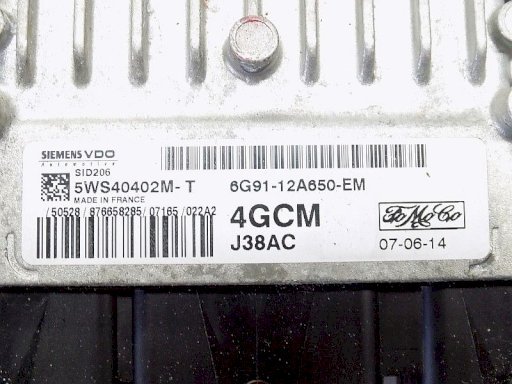 SIEMENS VDO
Automotive
SID206
5WS40402M-T
MADE IN FRANCE
/50528/876658285/07165/022A2
6G91-12A650-EM
4GCM
J38AC
FoMoCo
07-06-14